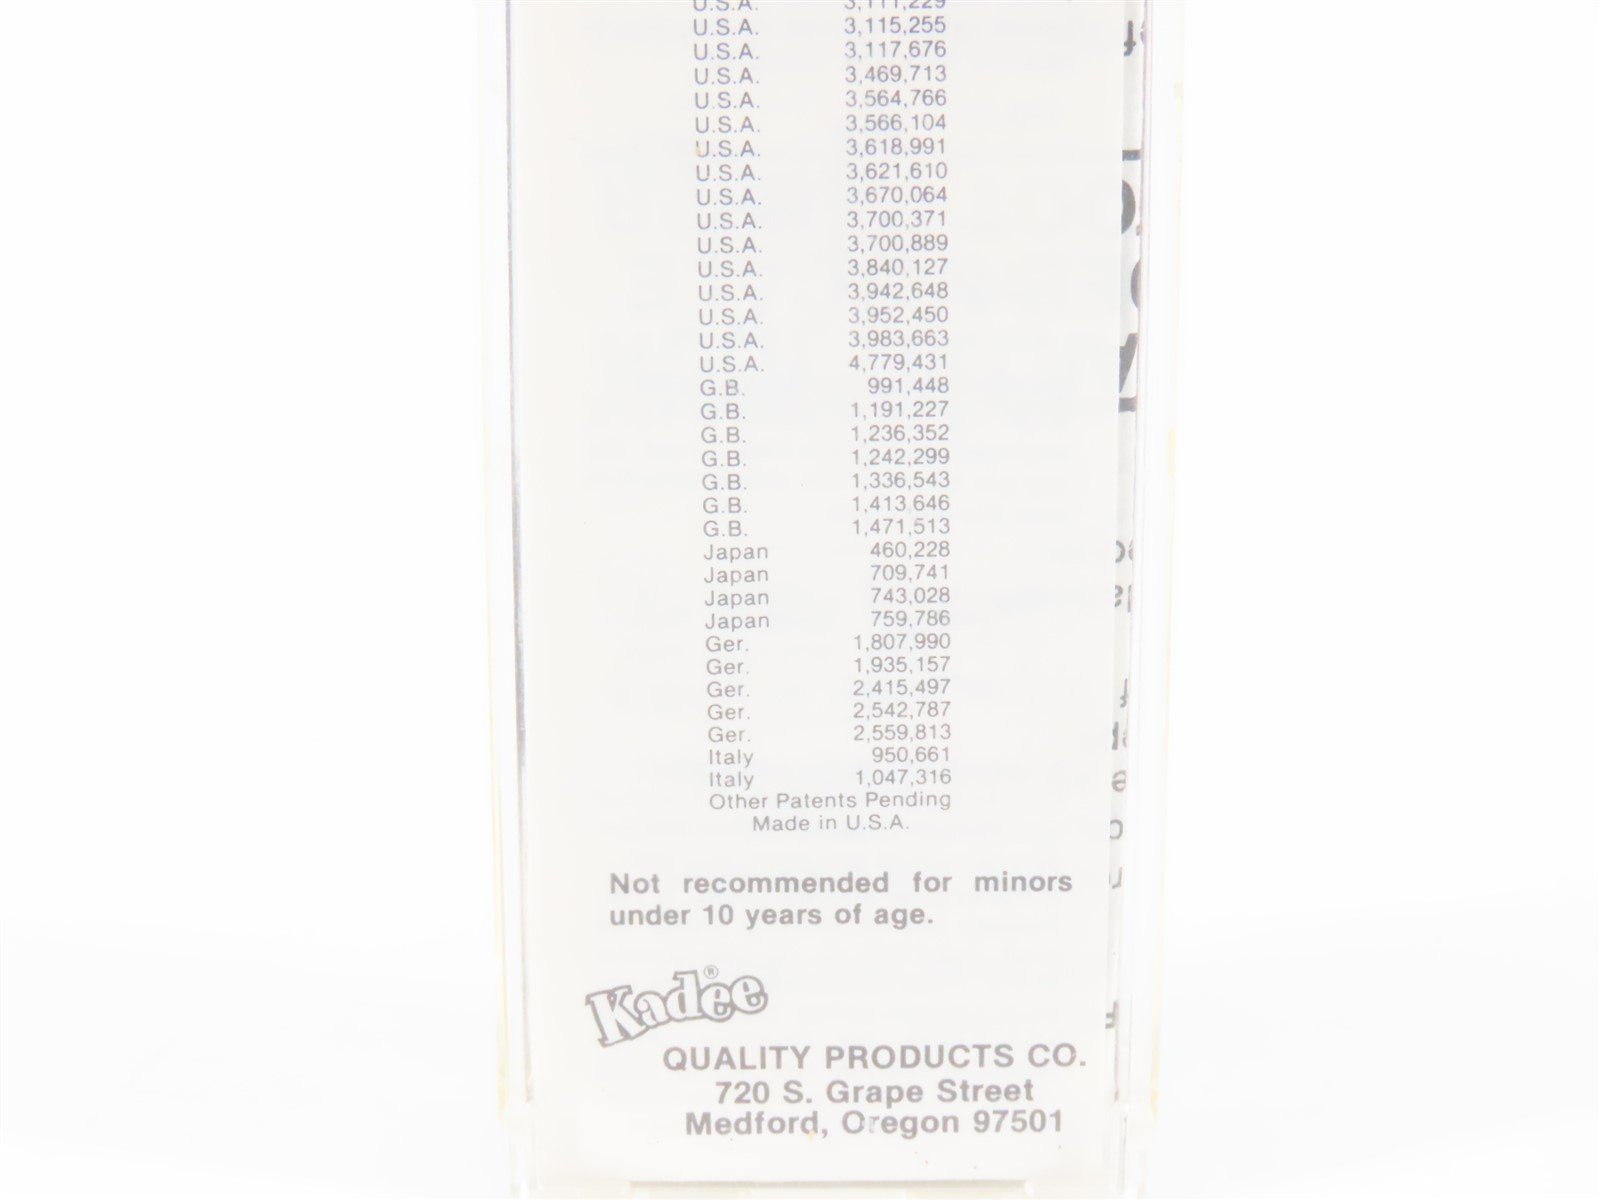 U.S.A. 3,111,229
U.S.A. 3,115,255
U.S.A. 3,117,676
U.S.A. 3,469,713
U.S.A. 3,564,766
U.S.A. 3,566,104
U.S.A. 3,618,991
U.S.A. 3,621,610
U.S.A. 3,670,064
U.S.A. 3,700,371
U.S.A. 3,700,889
U.S.A. 3,840,127
U.S.A. 3,942,648
U.S.A. 3,952,450
U.S.A. 3,983,663
U.S.A. 4,779,431
G.B. 991,448
G.B. 1,191,227
G.B. 1,236,352
G.B. 1,242,299
G.B. 1,336,543
G.B. 1,413,646
G.B. 1,471,513
Japan 460,228
Japan 709,741
Japan 743,028
Japan 759,786
Ger. 1,807,990
Ger. 1,935,157
Ger. 2,415,497
Ger. 2,542,787
Ger. 2,559,813
Italy 950,661
Italy 1,047,316
Other Patents Pending
Made in U.S.A.
Not recommended for minors
under 10 years of age.
Kadee®
QUALITY PRODUCTS CO.
720 S. Grape Street
Medford, Oregon 97501